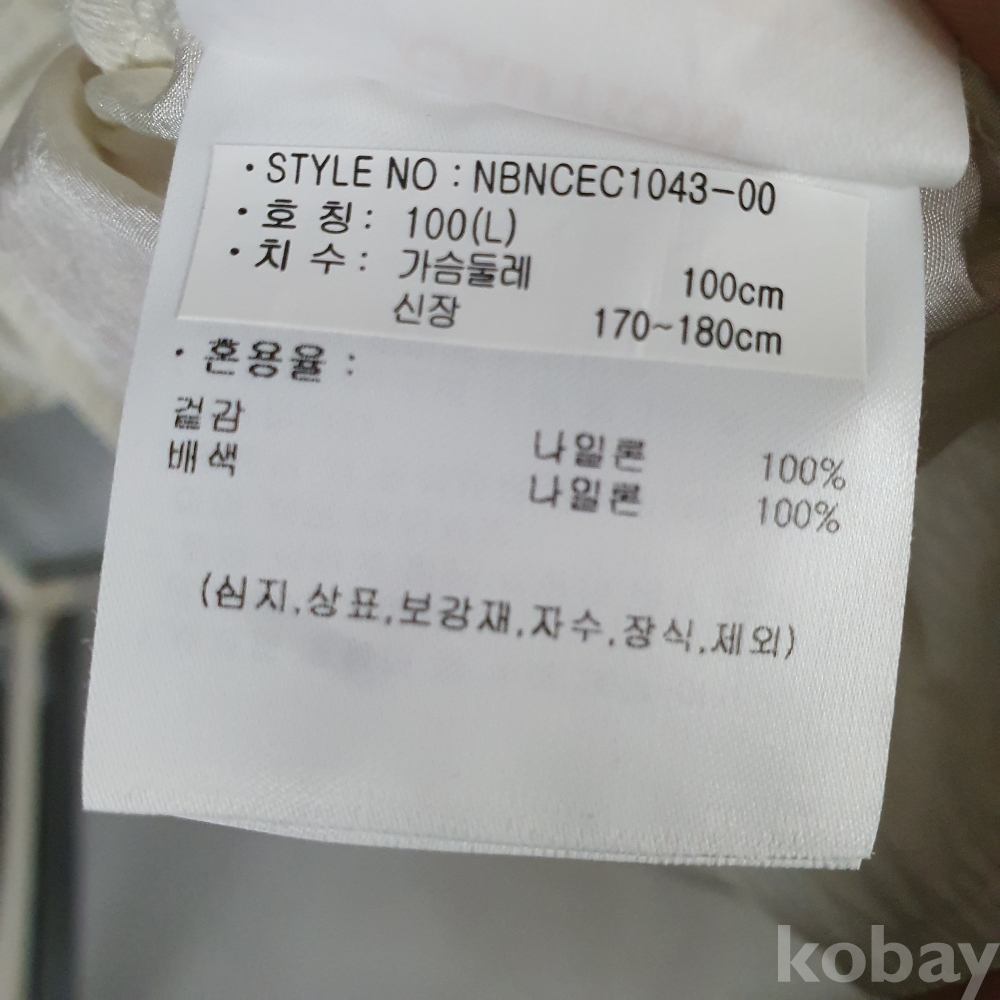 · STYLE NO : NBNCEC1043-00
· 호 칭 : 100(L)
· 치 수 : 가슴둘레 100cm
신장 170~180cm
· 혼용율 :
겉감 나일론 100%
배색 나일론 100%
(심지,상표,보강재,자수,장식,제외)
kobay